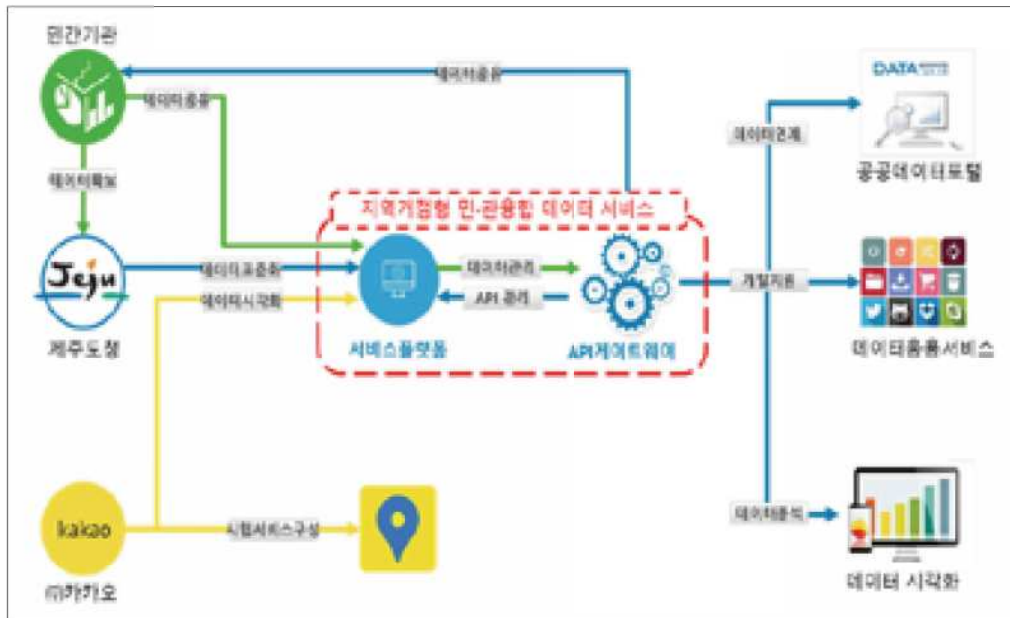 민간기관
데이터공유
데이터공유
DATA
데이터연계
공공데이터포털
데이터확보
지역거점형 민·관융합 데이터 서비스
Jeju
데이터표준화
데이터관리
개발지원
데이터시각화
API 관리
제주도청
서비스플랫폼
API게이트웨이
데이터응용서비스
kakao
시험서비스구성
데이터분석
㈜카카오
데이터 시각화